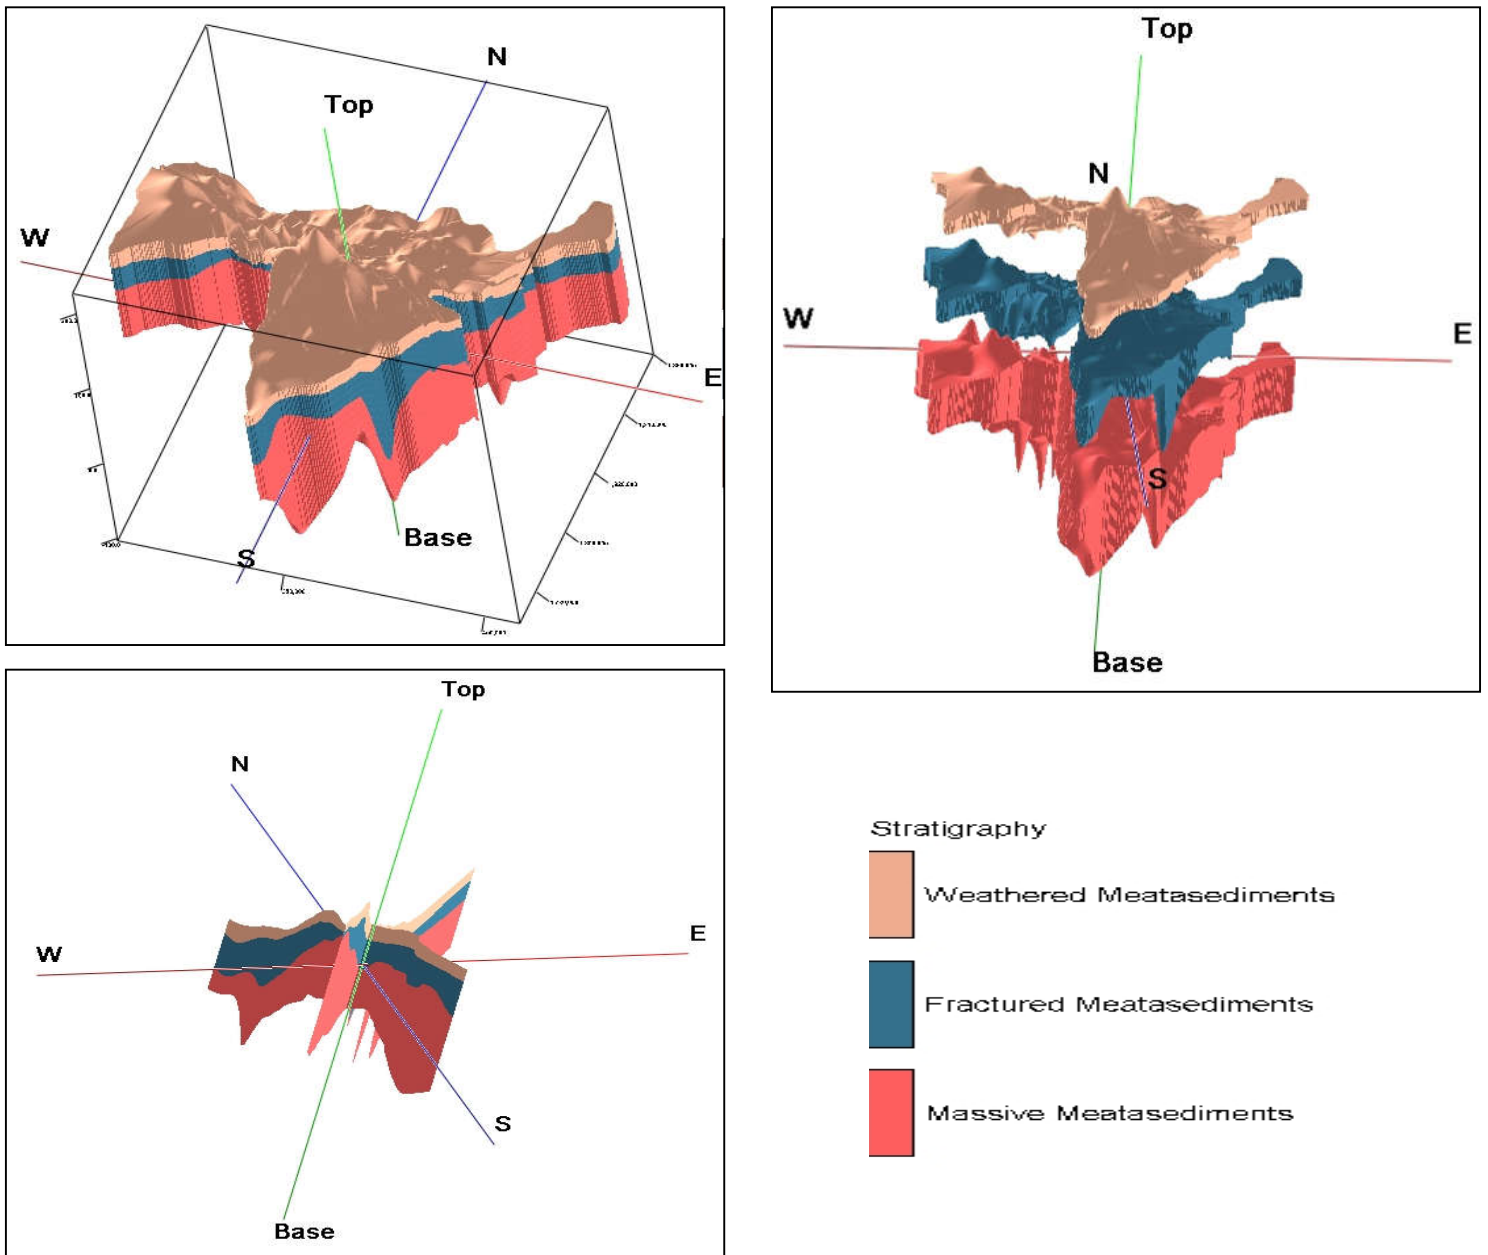 N
Top
W
E
Base
S
Top
N
W
E
S
Base
Top
N
W
E
S
Base
Stratigraphy
Weathered Meatasediments
Fractured Meatasediments
Massive Meatasediments